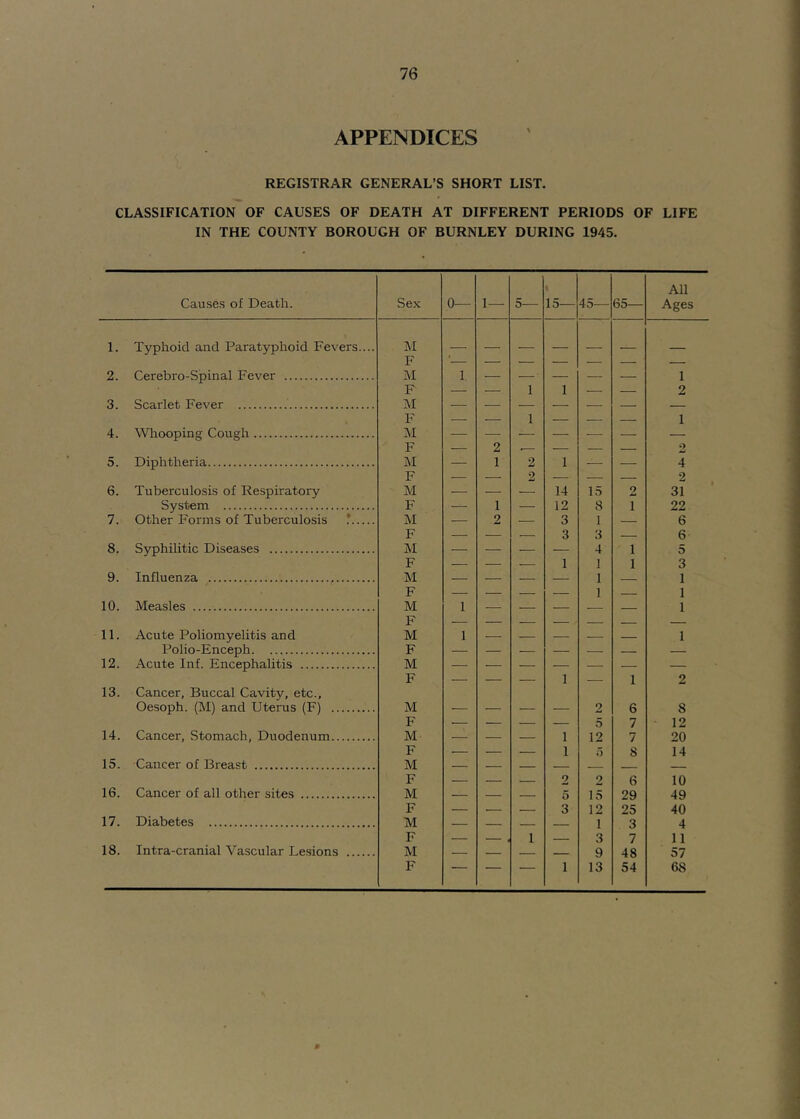 76
APPENDICES
REGISTRAR GENERAL'S SHORT LIST.
CLASSIFICATION OF CAUSES OF DEATH AT DIFFERENT PERIODS OF LIFE
IN THE COUNTY BOROUGH OF BURNLEY DURING 1945.
Causes of Death. Sex 0— 1— 5— 15— 45— 65— All Ages
1. Typhoid and Paratyphoid Fevers.... M — — — — — — —
F — — — — — — —
2. Cerebro-Spinal Fever .................... M 1 — — — — — 1
F — — 1 1 — — 2
3. Scarlet Fever .................... M — — — — — — —
F — — 1 — — — 1
4. Whooping Cough .................... M — — — — — — —
F — 2 — — — — 2
5. Diphtheria.................... M — 1 2 1 — — 4
F — — 2 — — — 2
6. Tuberculosis of Respiratory M — — — 14 15 2 31
System .................... F — 1 — 12 8 1 22
7. Other Forms of Tuberculosis ...... M — 2 — 3 1 — 6
F — — — 3 3 — 6
8. Syphilitic Diseases .................... M — — — — 4 1 5
F — — — 1 1 1 3
9. Influenza .................... M — — — — 1 — 1
F — — — — 1 — 1
10. Measles .................... M 1 — — — — — 1
F — — — — — — —
11. Acute Poliomyelitis and M 1 — — — — — 1
Polio-Enceph. .................... F — — — — — — —
12. Acute Inf. Encephalitis .................... M — — — — — — —
F — — — 1 — 1 2
13. Cancer, Buccal Cavity, etc.,
Oesoph. (M) and Uterus (F) ......... M — — — — 2 6 8
F — — — — 5 7 12
14. Cancer, Stomach, Duodenum......... M — — — 1 12 7 20
F — — — 1 5 8 14
15. Cancer of Breast .................... M — — — — — — —
F — — — 2 2 6 10
16. Cancer of all other sites .................... M — — — 5 15 29 49
F — — — 3 12 25 40
17. Diabetes .................... M — — — — 1 3 4
F — — 1 — 3 7 11
18. Intra-cranial Vascular Lesions ...... M — — — — 9 48 57
F — — — 1 13 54 68